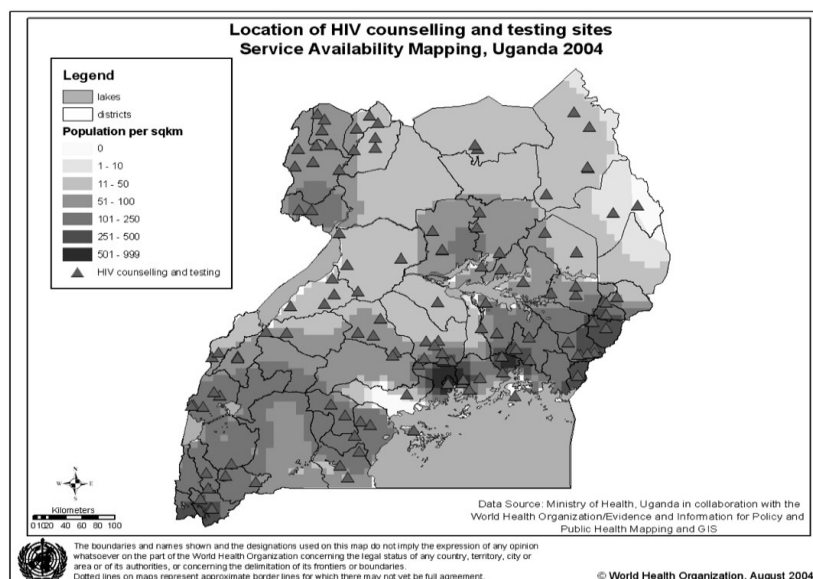 Location of HIV counselling and testing sites
Service Availability Mapping, Uganda 2004
Legend
lakes
districts
Population per sqkm
0
1 - 10
11 - 50
51 - 100
101 - 250
251 - 500
501 - 999
HIV counselling and testing
N
W E
S
Kilometers
0 10 20 40 60 80 100
Data Source: Ministry of Health, Uganda in collaboration with the
World Health Organization/Evidence and Information for Policy and
Public Health Mapping and GIS
The boundaries and names shown and the designations used on this map do not imply the expression of any opinion
whatsoever on the part of the World Health Organization concerning the legal status of any country, territory, city or
area or of its authorities, or concerning the delimitation of its frontiers or boundaries.
Dotted lines on maps represent approximate border lines for which there may not yet be full agreement.
© World Health Organization, August 2004